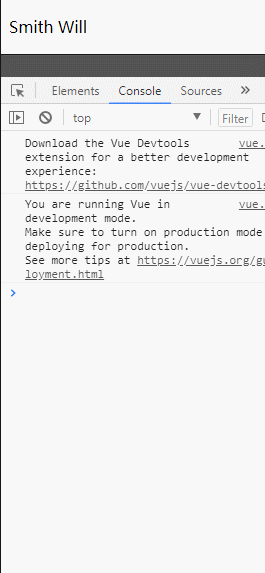 Smith Will
Elements Console Sources »
top ▼ Filter
Download the Vue Devtools vue.
extension for a better development
experience:
https://github.com/vuejs/vue-devtools
You are running Vue in vue.
development mode.
Make sure to turn on production mode
deploying for production.
See more tips at https://vuejs.org/gu
loyment.html
>